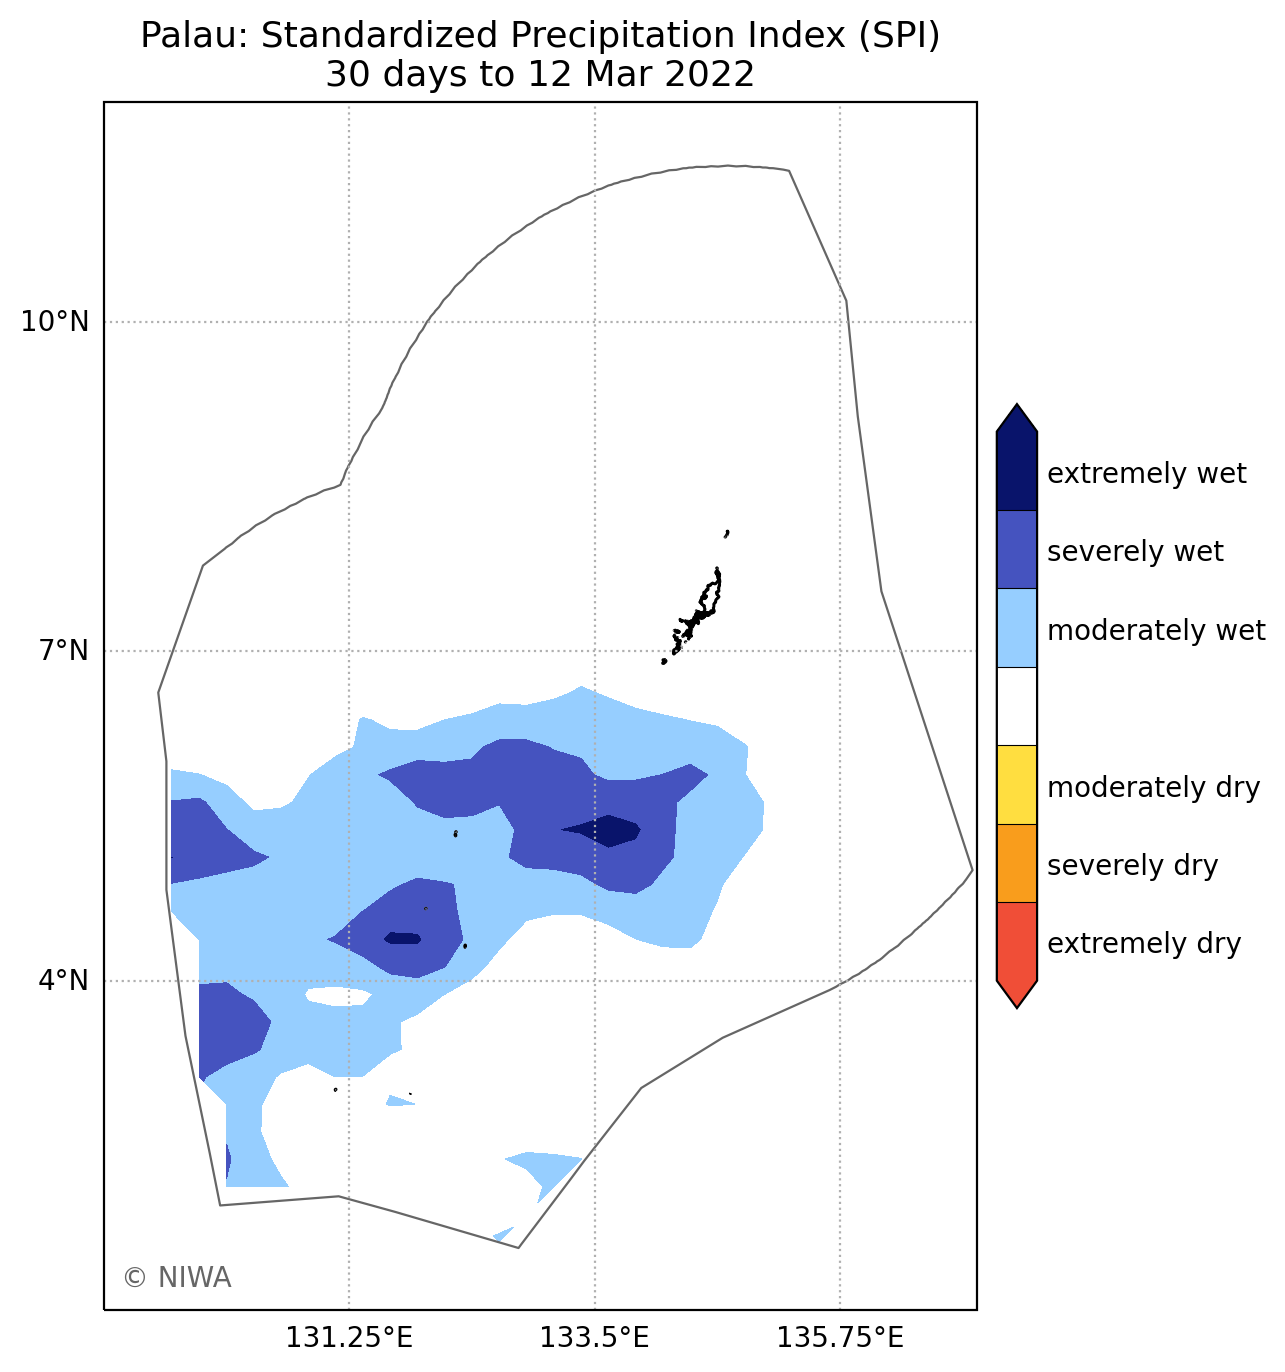 Palau: Standardized Precipitation Index (SPI)
30 days to 12 Mar 2022
10°N
7°N
4°N
131.25°E
133.5°E
135.75°E
extremely wet
severely wet
moderately wet
moderately dry
severely dry
extremely dry
© NIWA